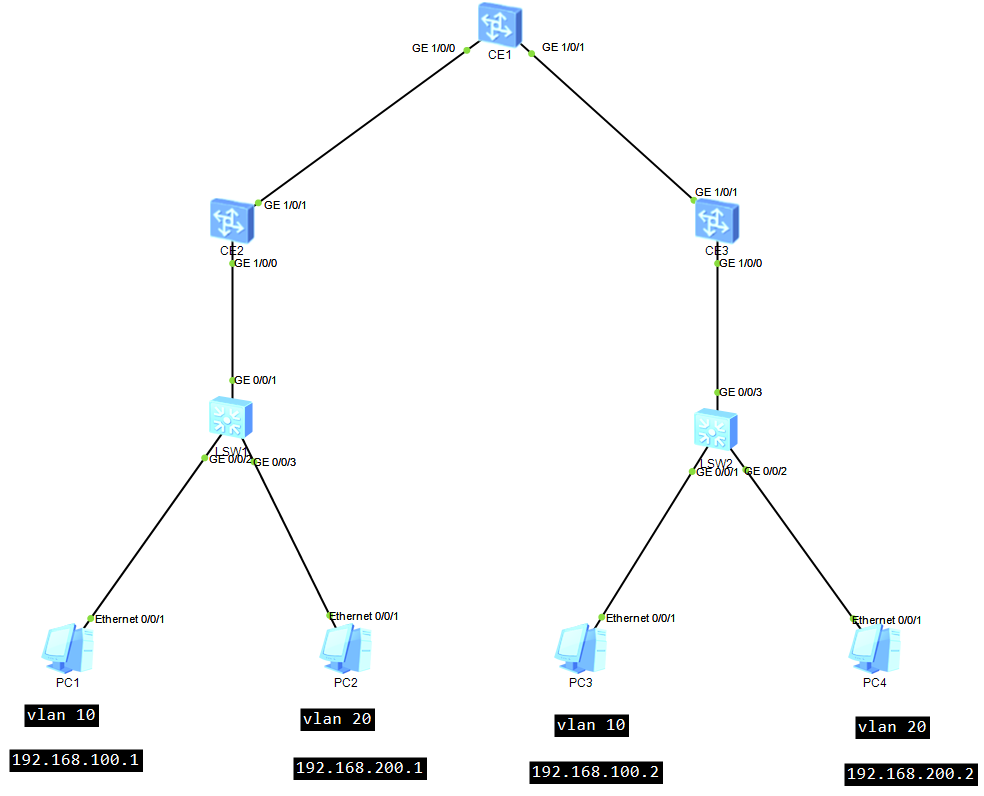 GE 1/0/0
GE 1/0/1
CE1
GE 1/0/1
GE 1/0/1
CE2
CE3
GE 1/0/0
GE 1/0/0
GE 0/0/1
GE 0/0/3
LSW1
GE 0/0/2
GE 0/0/3
LSW2
GE 0/0/1
GE 0/0/2
Ethernet 0/0/1
Ethernet 0/0/1
Ethernet 0/0/1
Ethernet 0/0/1
PC1
PC2
PC3
PC4
vlan 10
vlan 20
vlan 10
vlan 20
192.168.100.1
192.168.200.1
192.168.100.2
192.168.200.2